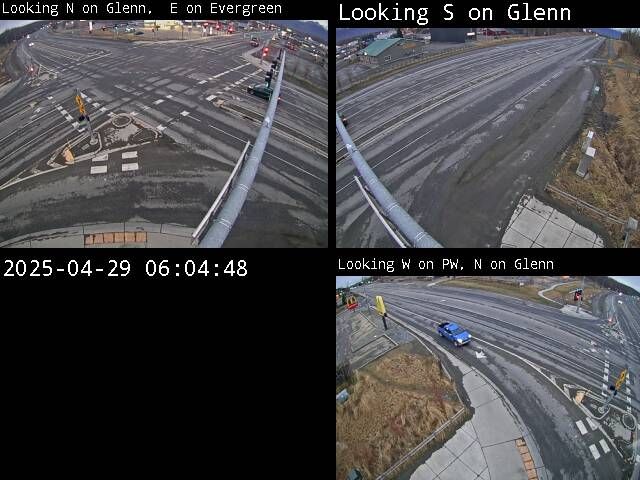 Looking N on Glenn,  E on Evergreen
Looking S on Glenn
2025-04-29 06:04:48
Looking W on PW, N on Glenn